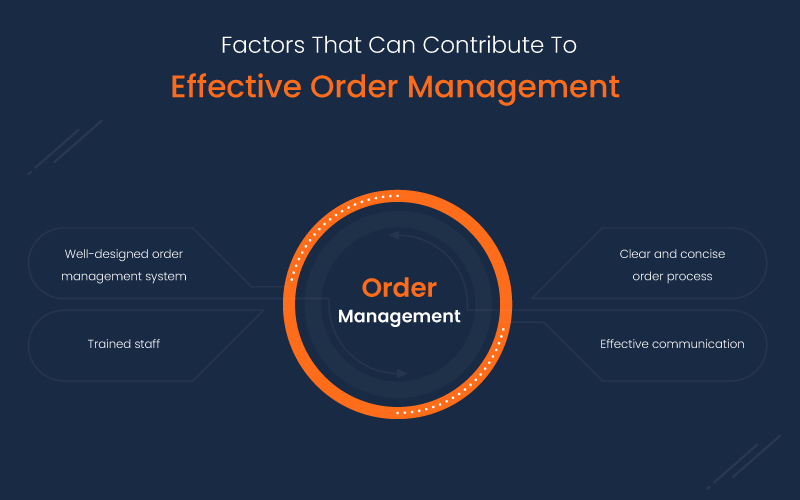 Factors That Can Contribute To
Effective Order Management
Well-designed order
management system
Trained staff
Order
Management
Clear and concise
order process
Effective communication